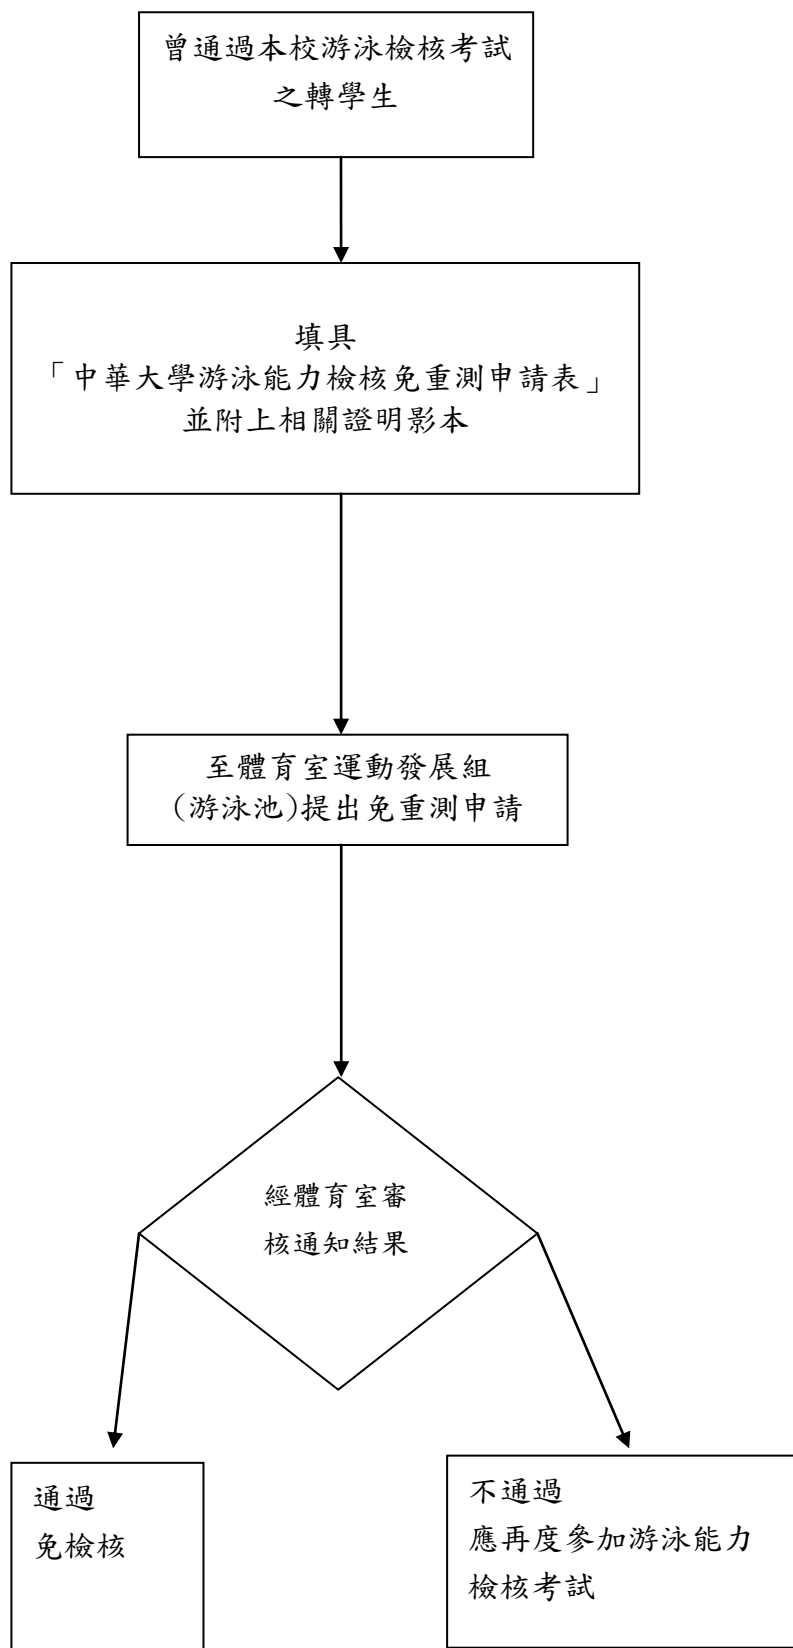 曾通過本校游泳檢核考試
之轉學生
填具
「中華大學游泳能力檢核免重測申請表」
並附上相關證明影本
至體育室運動發展組
(游泳池)提出免重測申請
經體育室審
核通知結果
通過
免檢核
不通過
應再度參加游泳能力
檢核考試